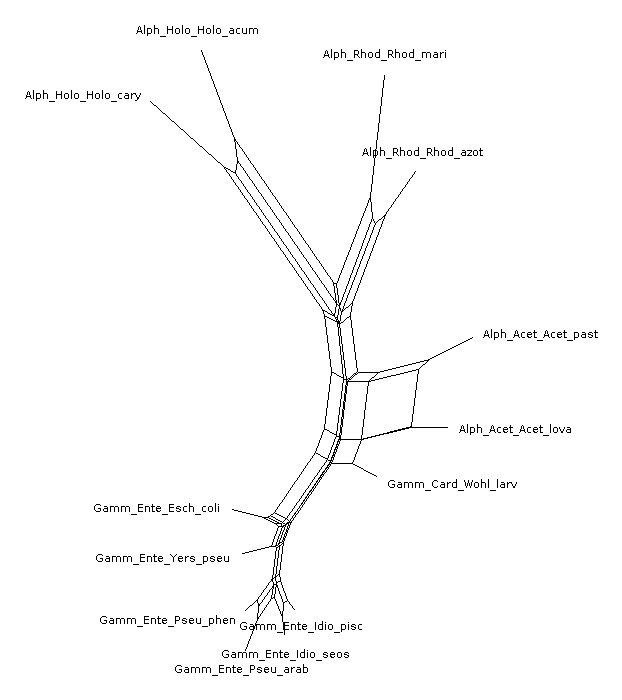 Alph_Holo_Holo_acum
Alph_Rhod_Rhod_mari
Alph_Holo_Holo_cary
Alph_Rhod_Rhod_azot
Alph_Acet_Acet_past
Alph_Acet_Acet_lova
Gamm_Card_Wohl_larv
Gamm_Ente_Esch_coli
Gamm_Ente_Yers_pseu
Gamm_Ente_Pseu_phen
Gamm_Ente_Idio_pisc
Gamm_Ente_Idio_seos
Gamm_Ente_Pseu_arab